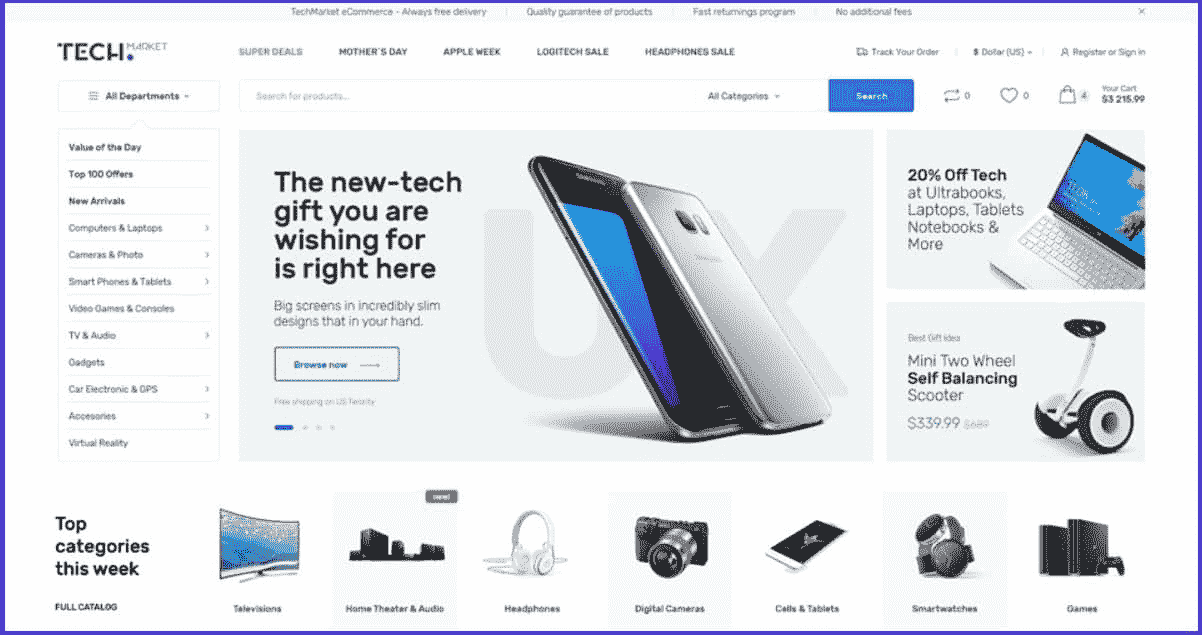 TechMarket eCommerce - Always free delivery
Quality guarantee of products
Fast returnings program
No additional fees
TECH MARKET
SUPER DEALS
MOTHER'S DAY
APPLE WEEK
LOGITECH SALE
HEADPHONES SALE
Track Your Order
$ Dollar (US)
Register or Sign in
All Departments
Search for products...
All Categories
Search
0
0
4
Your Cart
$3 215.99
Value of the Day
Top 100 Offers
New Arrivals
Computers & Laptops
Cameras & Photo
Smart Phones & Tablets
Video Games & Consoles
TV & Audio
Gadgets
Car Electronic & GPS
Accesories
Virtual Reality
The new-tech
gift you are
wishing for
is right here
Big screens in incredibly slim
designs that in your hand.
Browse now
Free shipping on US Terority
UX
SAMSUNG
20% Off Tech
at Ultrabooks,
Laptops, Tablets
Notebooks &
More
Best Gift Idea
Mini Two Wheel
Self Balancing
Scooter
$339.99 $689
Top
categories
this week
FULL CATALOG
Televisions
new!
Home Theater & Audio
Headphones
Digital Cameras
Cells & Tablets
Smartwatches
Games